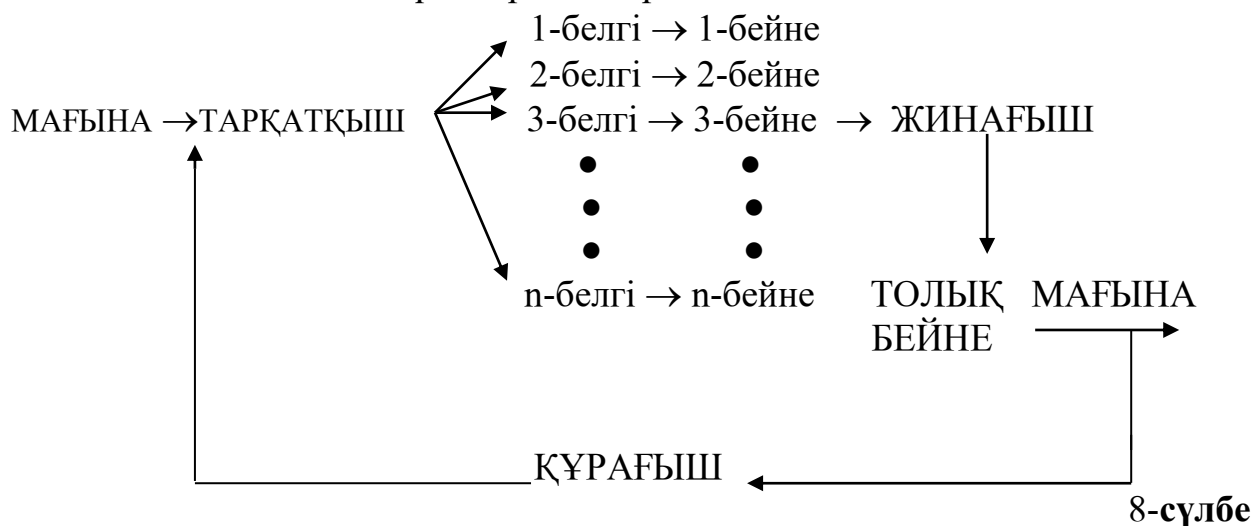 1-белгі → 1-бейне
2-белгі → 2-бейне
МАҒЫНА →ТАРҚАТҚЫШ 3-белгі → 3-бейне → ЖИНАҒЫШ
n-белгі → n-бейне ТОЛЫҚ МАҒЫНА
БЕЙНЕ
ҚҰРАҒЫШ
8-сүлбе